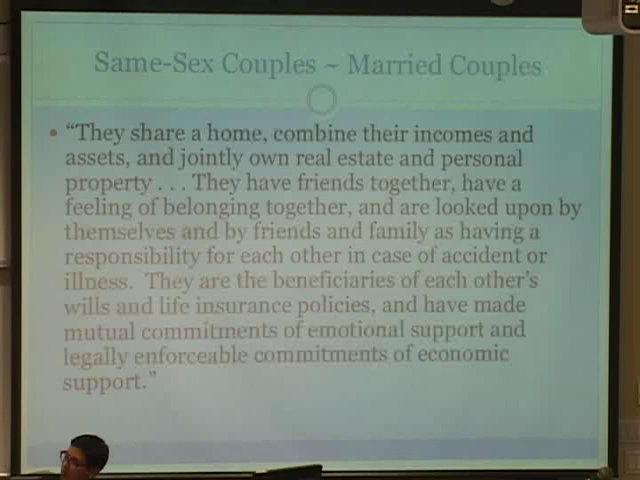 Same-Sex Couples ~ Married Couples
• “They share a home, combine their incomes and
assets, and jointly own real estate and personal
property . . . They have friends together, have a
feeling of belonging together, and are looked upon by
themselves and by friends and family as having a
responsibility for each other in case of accident or
illness.  They are the beneficiaries of each other’s
wills and life insurance policies, and have made
mutual commitments of emotional support and
legally enforceable commitments of economic
support.”